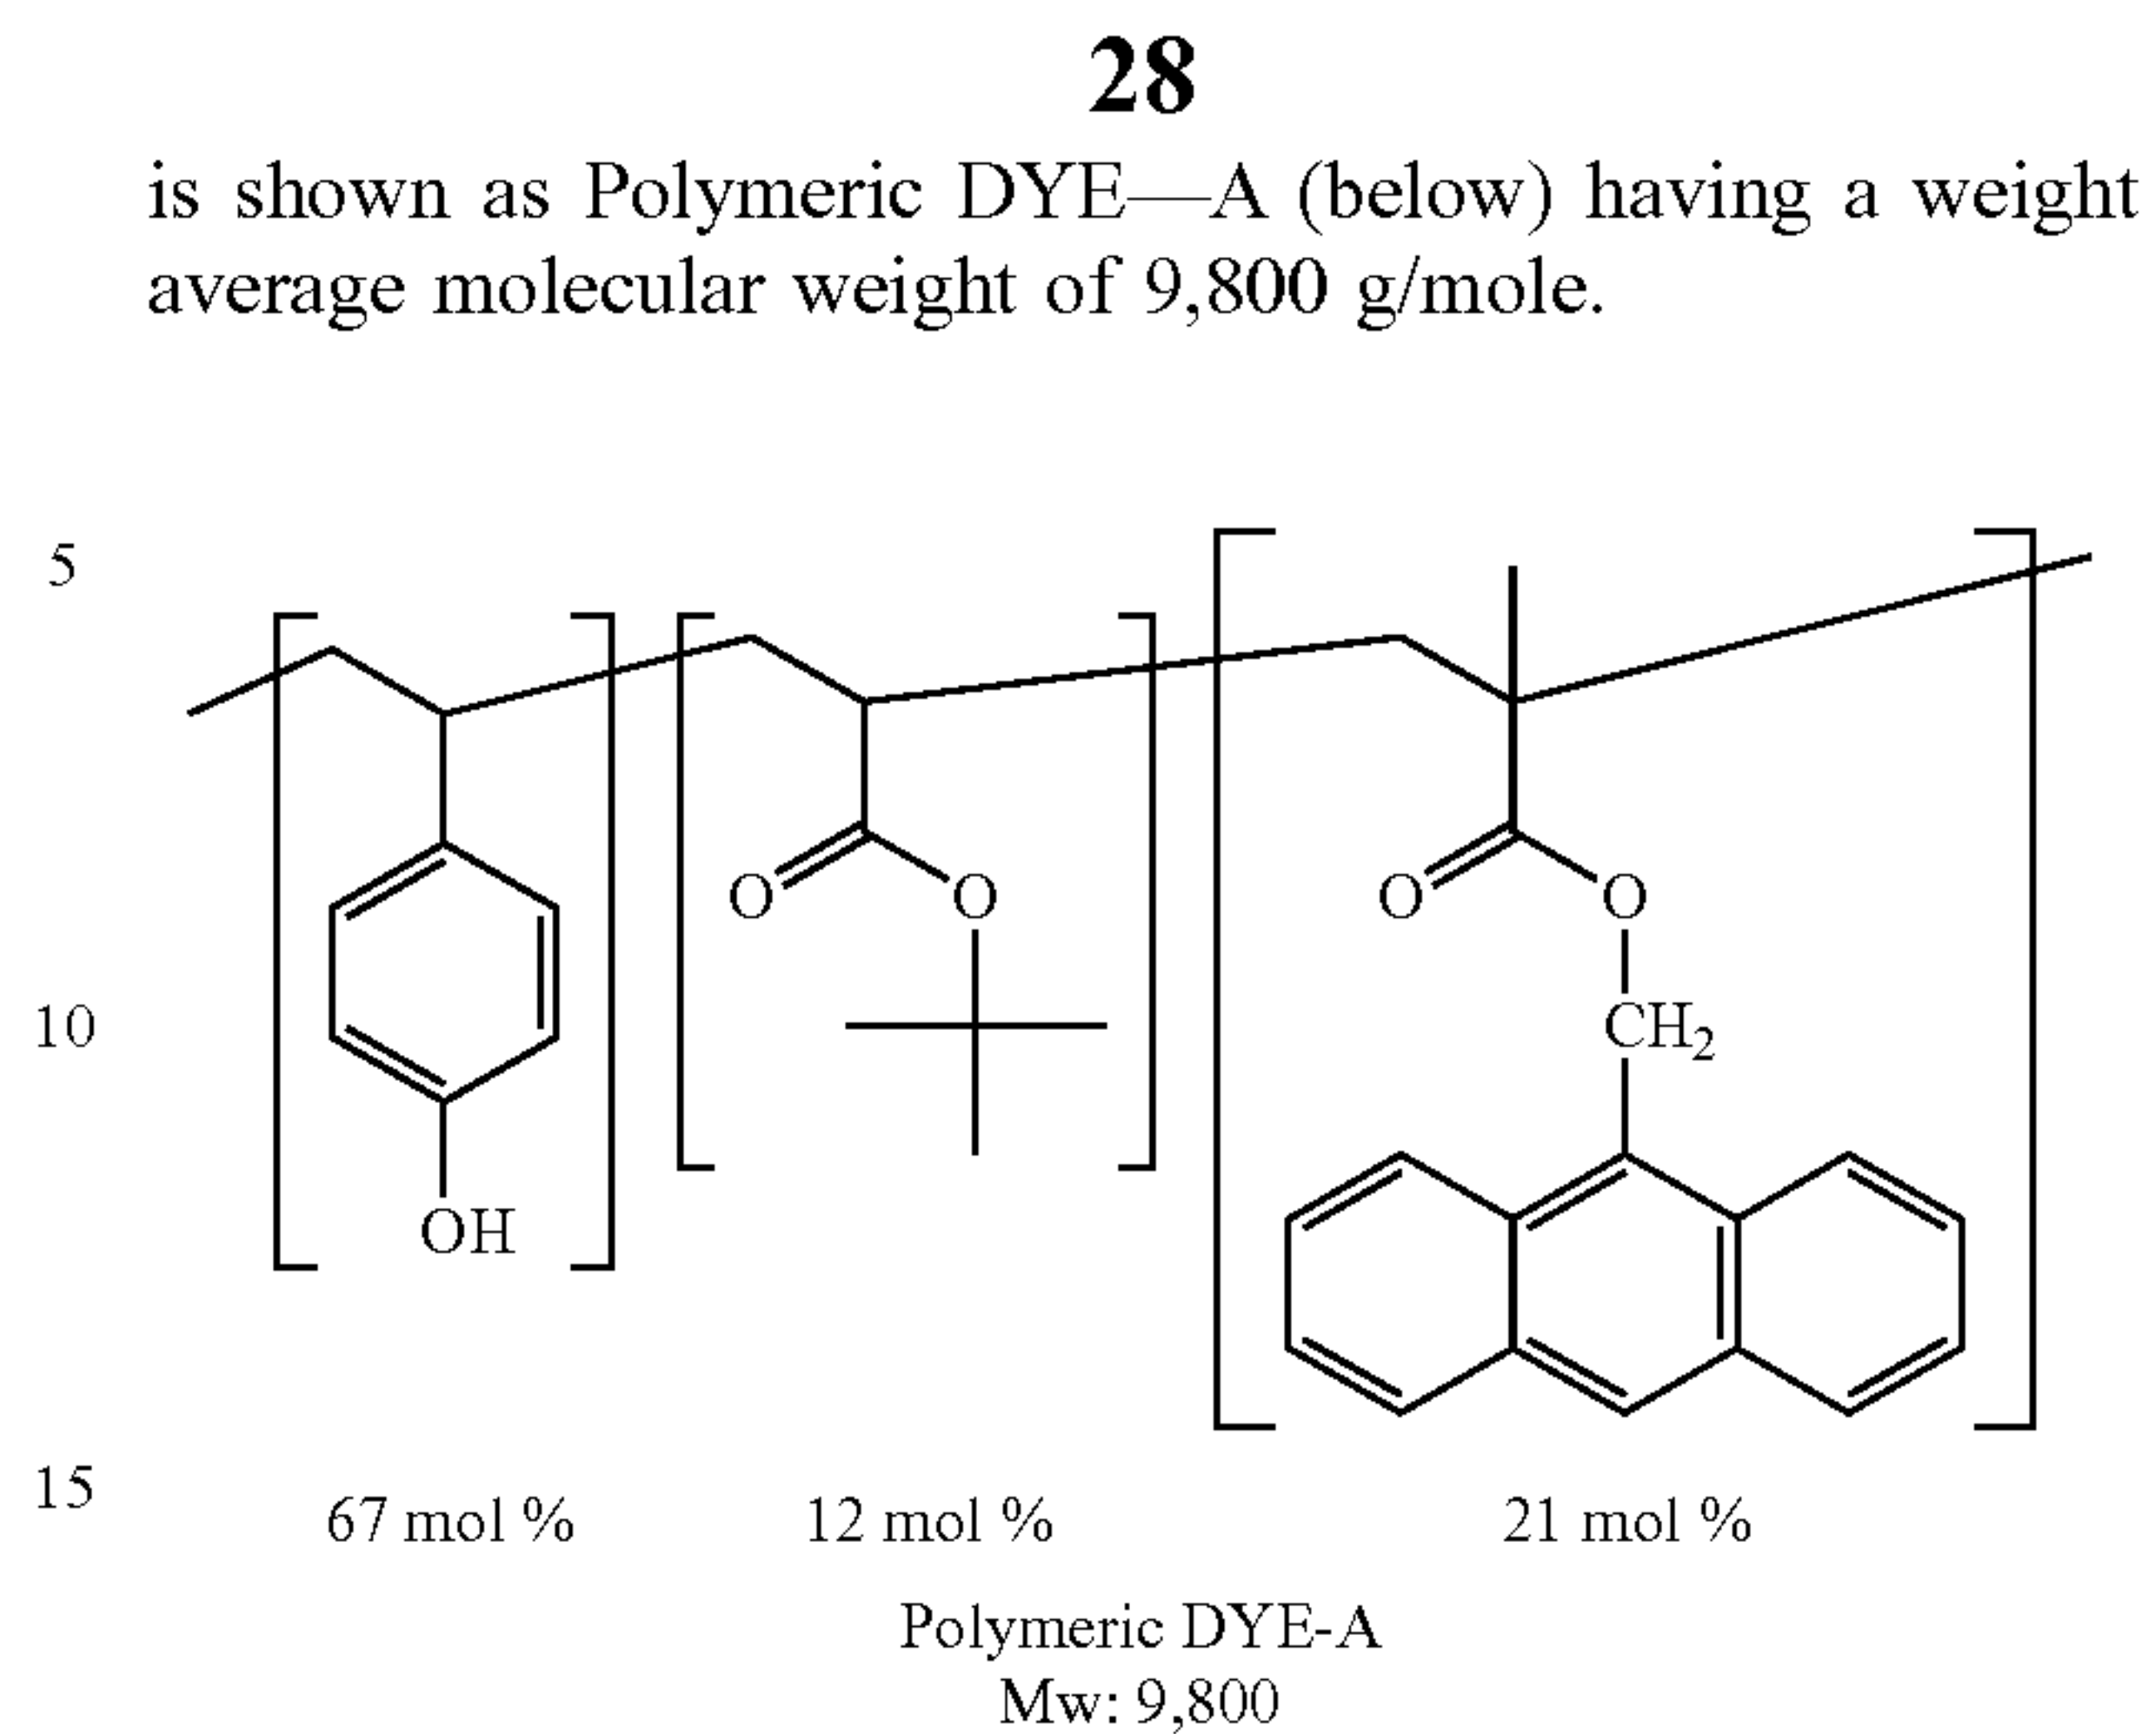 28
is shown as Polymeric DYE—A (below) having a weight
average molecular weight of 9,800 g/mole.
5
O O O O
10
CH2
OH
15
67 mol % 12 mol % 21 mol %
Polymeric DYE-A
Mw: 9,800